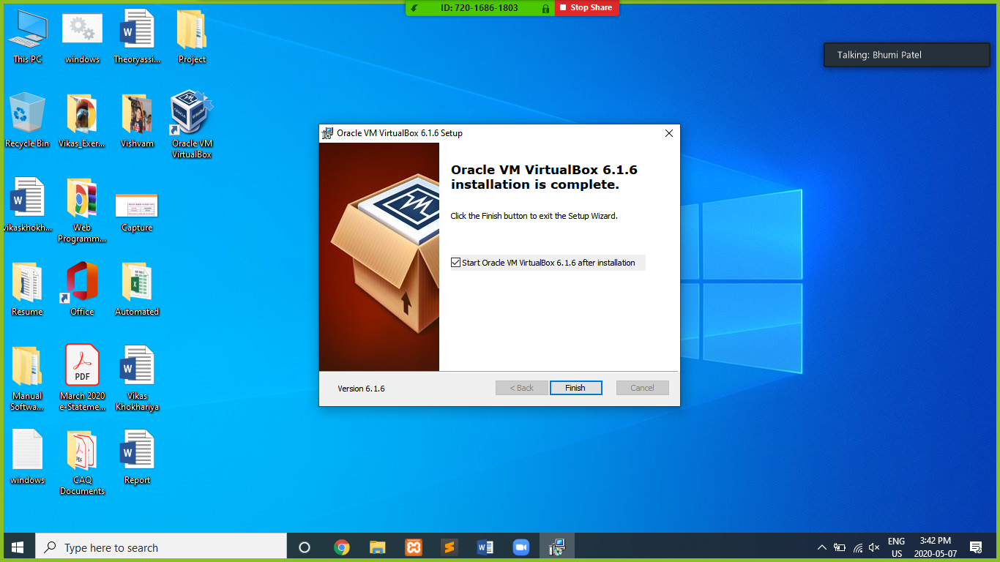 ID: 720-1686-1803
Stop Share
Talking: Bhumi Patel
This PC
windows
Theoryassi...
Project
Recycle Bin
Vikas_Exer...
Vishvam
Oracle VM
VirtualBox
vikaskhokh...
Web
Programm...
Capture
Resume
Office
Automated
Manual
Softwa...
PDF
March 2020
e-Stateme...
Vikas
Khokhariya
windows
CAQ
Documents
Report
Oracle VM VirtualBox 6.1.6 Setup
Oracle VM VirtualBox 6.1.6
installation is complete.
Click the Finish button to exit the Setup Wizard.
Start Oracle VM VirtualBox 6.1.6 after installation
Version 6.1.6
< Back
Finish
Cancel
Type here to search
ENG
US
3:42 PM
2020-05-07